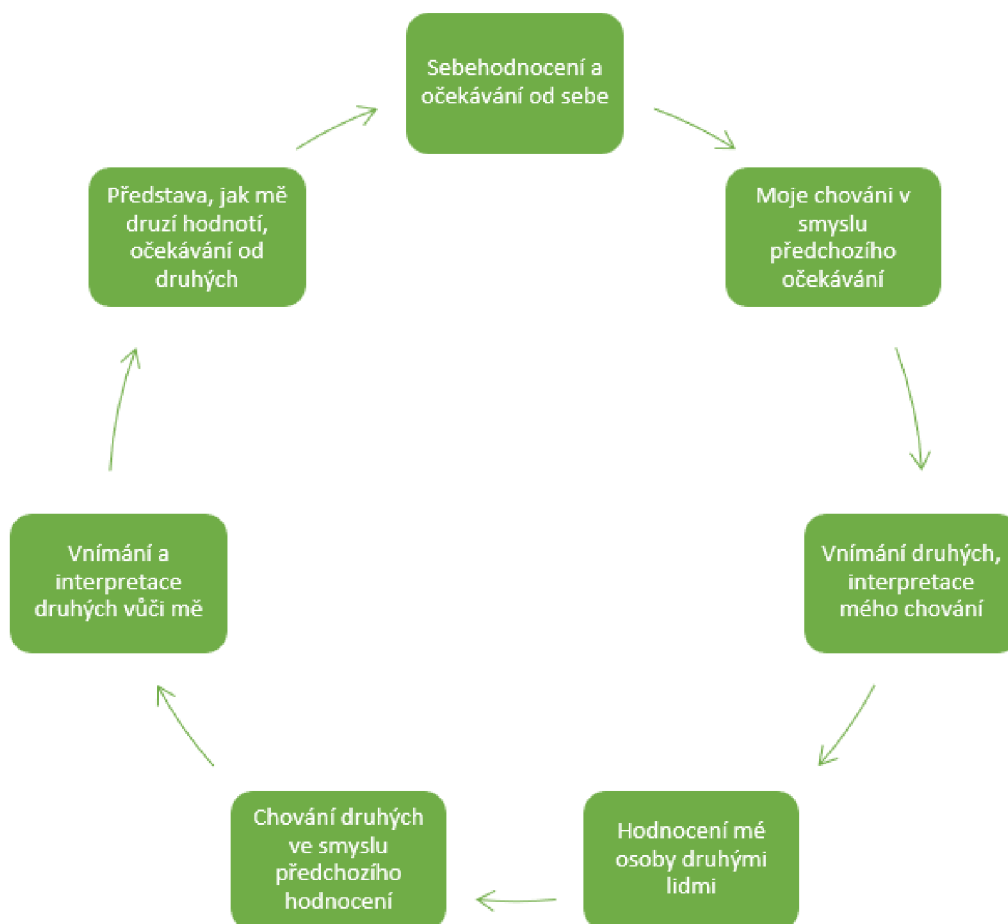 Sebehodnocení a
očekávání od sebe
Moje chováni v
smyslu
předchozího
očekávání
Vnímání druhých,
interpretace
mého chování
Hodnocení mé
osoby druhými
lidmi
Chování druhých
ve smyslu
předchozího
hodnocení
Vnímání a
interpretace
druhých vůči mě
Představa, jak mě
druzí hodnotí,
očekávání od
druhých